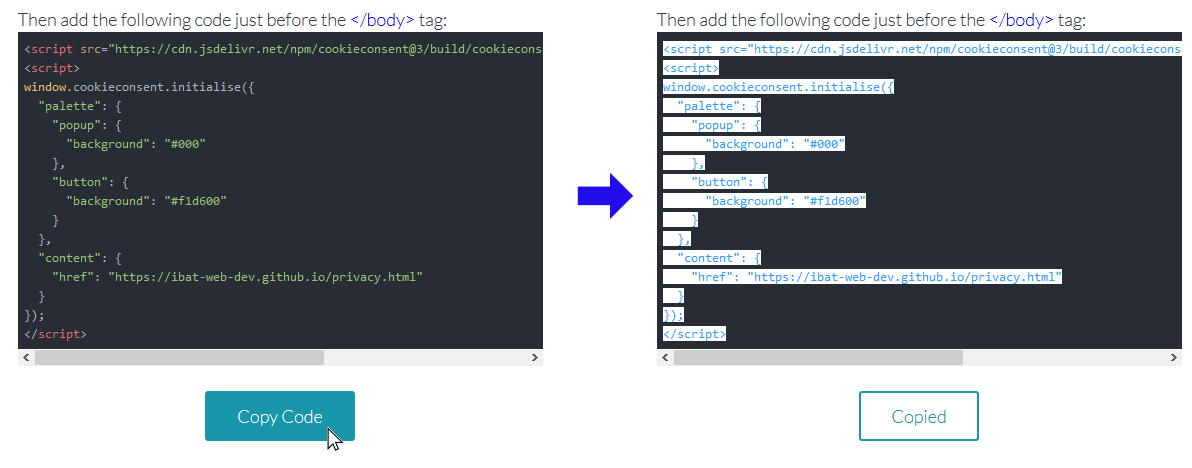 Then add the following code just before the </body> tag:
<script src="https://cdn.jsdelivr.net/npm/cookieconsent@3/build/cookiecons
<script>
window.cookieconsent.initialise({
  "palette": {
    "popup": {
      "background": "#000"
    },
    "button": {
      "background": "#f1d600"
    }
  },
  "content": {
    "href": "https://ibat-web-dev.github.io/privacy.html"
  }
});
</script>
Copy Code
Then add the following code just before the </body> tag:
<script src="https://cdn.jsdelivr.net/npm/cookieconsent@3/build/cookiecons
<script>
window.cookieconsent.initialise({
  "palette": {
    "popup": {
      "background": "#000"
    },
    "button": {
      "background": "#f1d600"
    }
  },
  "content": {
    "href": "https://ibat-web-dev.github.io/privacy.html"
  }
});
</script>
Copied